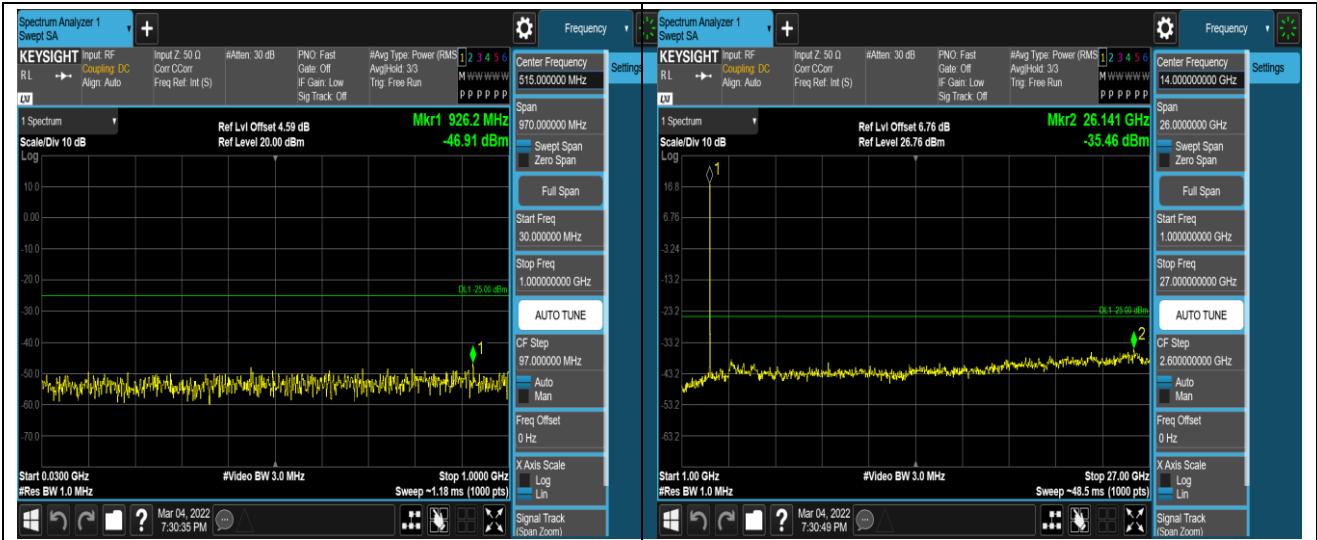 Spectrum Analyzer 1
Swept SA
+
Frequency
KEYSIGHT
Input: RF
Input Z: 50 Ω
#Atten: 30 dB
PNO: Fast
#Avg Type: Power (RMS
1 2 3 4 5 6
RL
Coupling: DC
Corr CCorr
Gate: Off
Avg|Hold: 3/3
M W W W W W
Align: Auto
Freq Ref: Int (S)
IF Gain: Low
Trig: Free Run
Sig Track: Off
P P P P P P
LXI
1 Spectrum
Ref Lvl Offset 4.59 dB
Mkr1 926.2 MHz
Scale/Div 10 dB
Ref Level 20.00 dBm
-46.91 dBm
Log
10.0
0.00
-10.0
-20.0
DL1 -25.00 dBm
-30.0
-40.0
1
-50.0
-60.0
-70.0
Start 0.0300 GHz
#Video BW 3.0 MHz
Stop 1.0000 GHz
#Res BW 1.0 MHz
Sweep ~1.18 ms (1000 pts)
Center Frequency
515.000000 MHz
Settings
Span
970.000000 MHz
Swept Span
Zero Span
Full Span
Start Freq
30.000000 MHz
Stop Freq
1.000000000 GHz
AUTO TUNE
CF Step
97.000000 MHz
Auto
Man
Freq Offset
0 Hz
X Axis Scale
Log
Lin
Signal Track
(Span Zoom)
?
Mar 04, 2022
7:30:35 PM
Spectrum Analyzer 1
Swept SA
+
Frequency
KEYSIGHT
Input: RF
Input Z: 50 Ω
#Atten: 30 dB
PNO: Fast
#Avg Type: Power (RMS
1 2 3 4 5 6
RL
Coupling: DC
Corr CCorr
Gate: Off
Avg|Hold: 3/3
M W W W W W
Align: Auto
Freq Ref: Int (S)
IF Gain: Low
Trig: Free Run
Sig Track: Off
P P P P P P
LXI
1 Spectrum
Ref Lvl Offset 6.76 dB
Mkr2 26.141 GHz
Scale/Div 10 dB
Ref Level 26.76 dBm
-35.46 dBm
Log
1
16.8
6.76
-3.24
-13.2
-23.2
DL1 -25.00 dBm
-33.2
2
-43.2
-53.2
-63.2
Start 1.00 GHz
#Video BW 3.0 MHz
Stop 27.00 GHz
#Res BW 1.0 MHz
Sweep ~48.5 ms (1000 pts)
Center Frequency
14.000000000 GHz
Settings
Span
26.0000000 GHz
Swept Span
Zero Span
Full Span
Start Freq
1.000000000 GHz
Stop Freq
27.000000000 GHz
AUTO TUNE
CF Step
2.600000000 GHz
Auto
Man
Freq Offset
0 Hz
X Axis Scale
Log
Lin
Signal Track
(Span Zoom)
?
Mar 04, 2022
7:30:49 PM